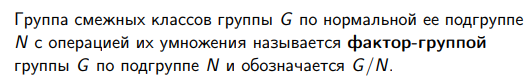 Группа смежных классов группы G по нормальной ее подгруппе
N с операцией их умножения называется фактор-группой
группы G по подгруппе N и обозначается G/N.